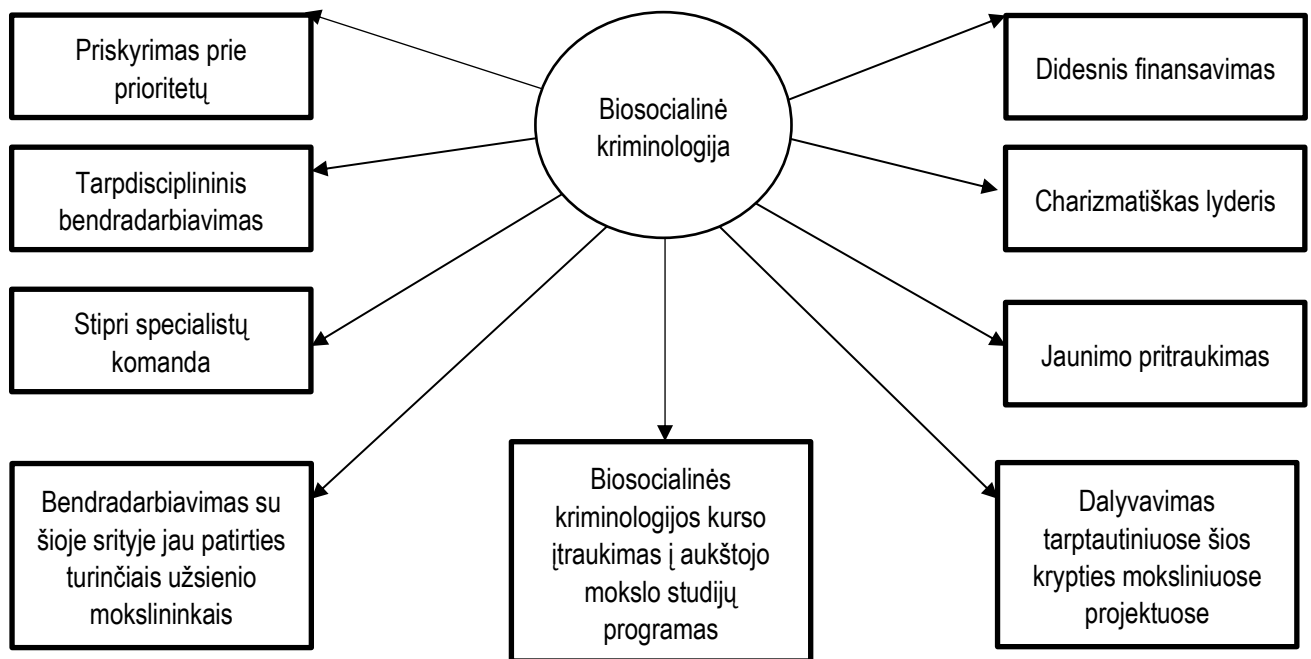 Priskyrimas prie
prioritetų
Biosocialinė
kriminologija
Didesnis finansavimas
Tarpdisciplininis
bendradarbiavimas
Charizmatiškas lyderis
Stipri specialistų
komanda
Jaunimo pritraukimas
Bendradarbiavimas su
šioje srityje jau patirties
turinčiais užsienio
mokslininkais
Biosocialinės
kriminologijos kurso
įtraukimas į aukštojo
mokslo studijų
programas
Dalyvavimas
tarptautiniuose šios
krypties moksliniuose
projektuose